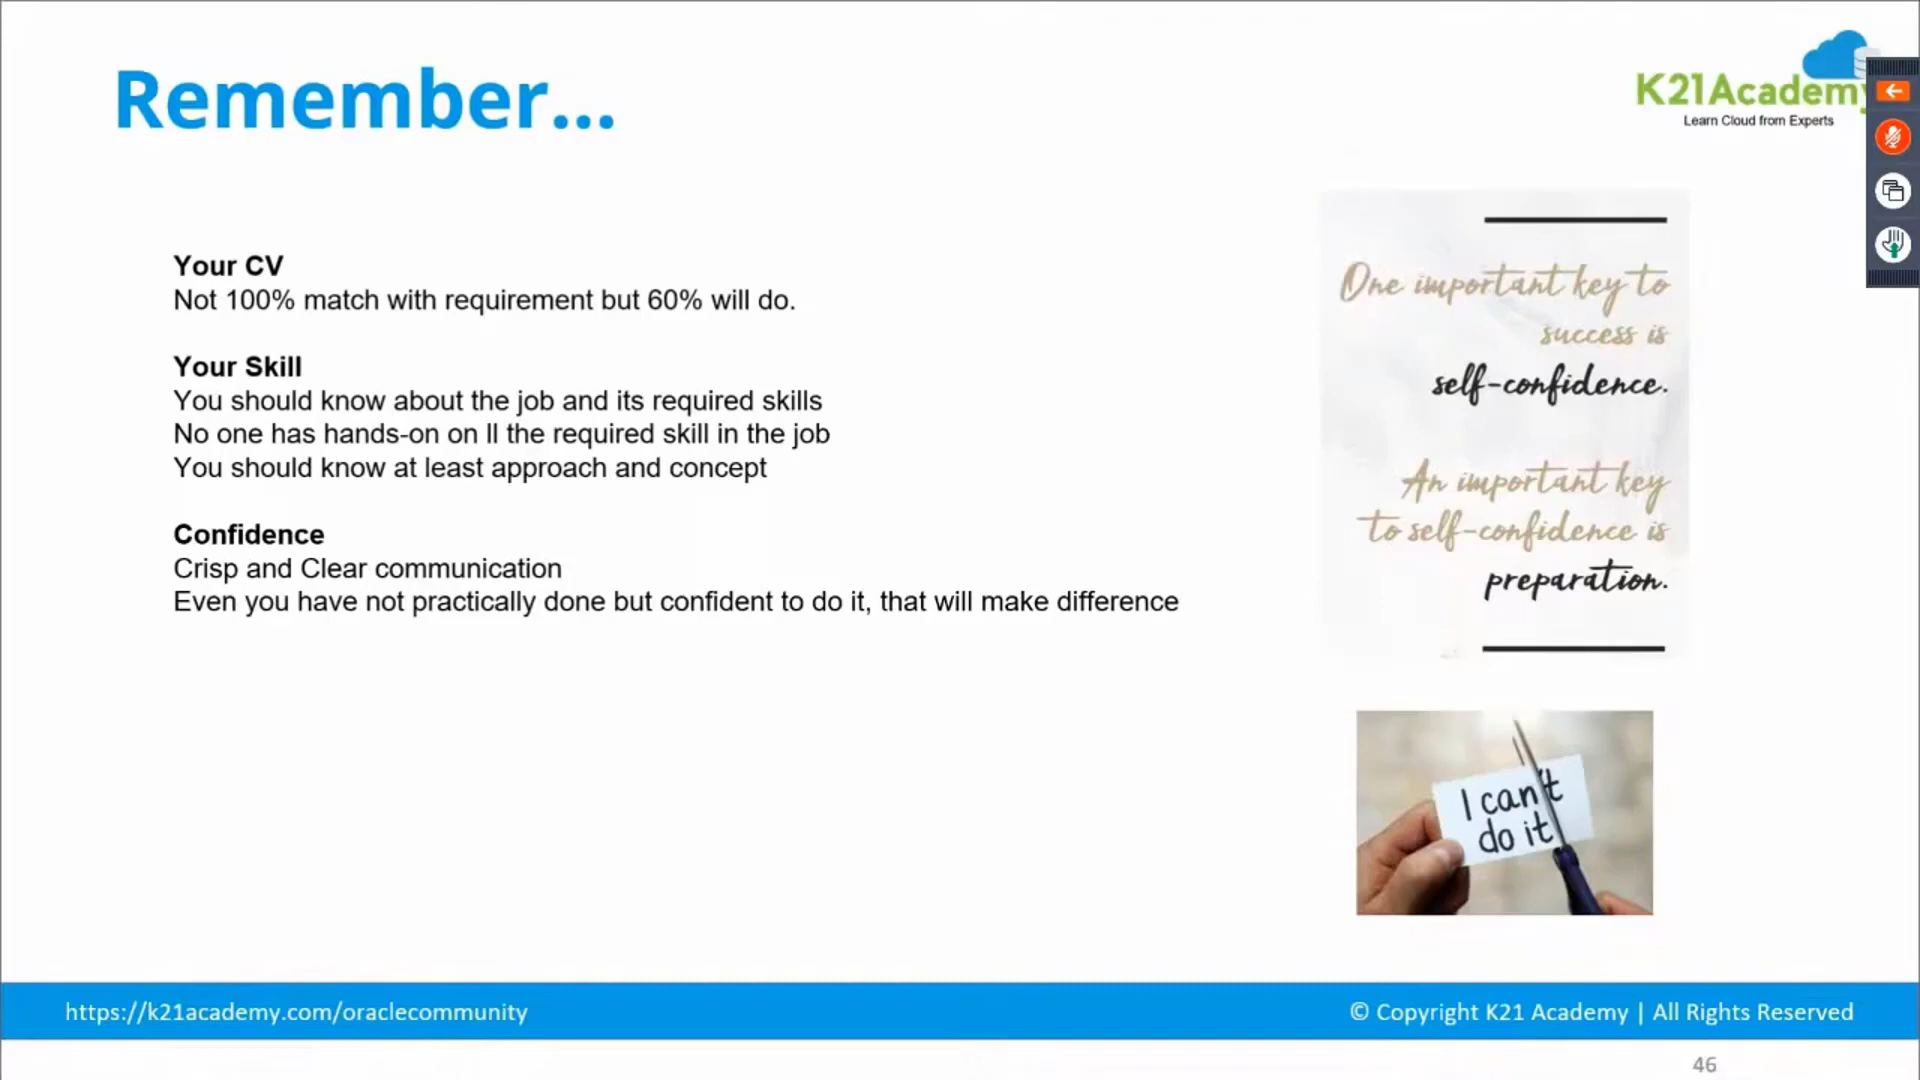 Remember...
K21Academy
Learn Cloud from Experts
Your CV
Not 100% match with requirement but 60% will do.
Your Skill
You should know about the job and its required skills
No one has hands-on on ll the required skill in the job
You should know at least approach and concept
Confidence
Crisp and Clear communication
Even you have not practically done but confident to do it, that will make difference
One important key to
success is
self-confidence.
An important key
to self-confidence is
preparation.
I can't
do it
https://k21academy.com/oraclecommunity
© Copyright K21 Academy | All Rights Reserved
46